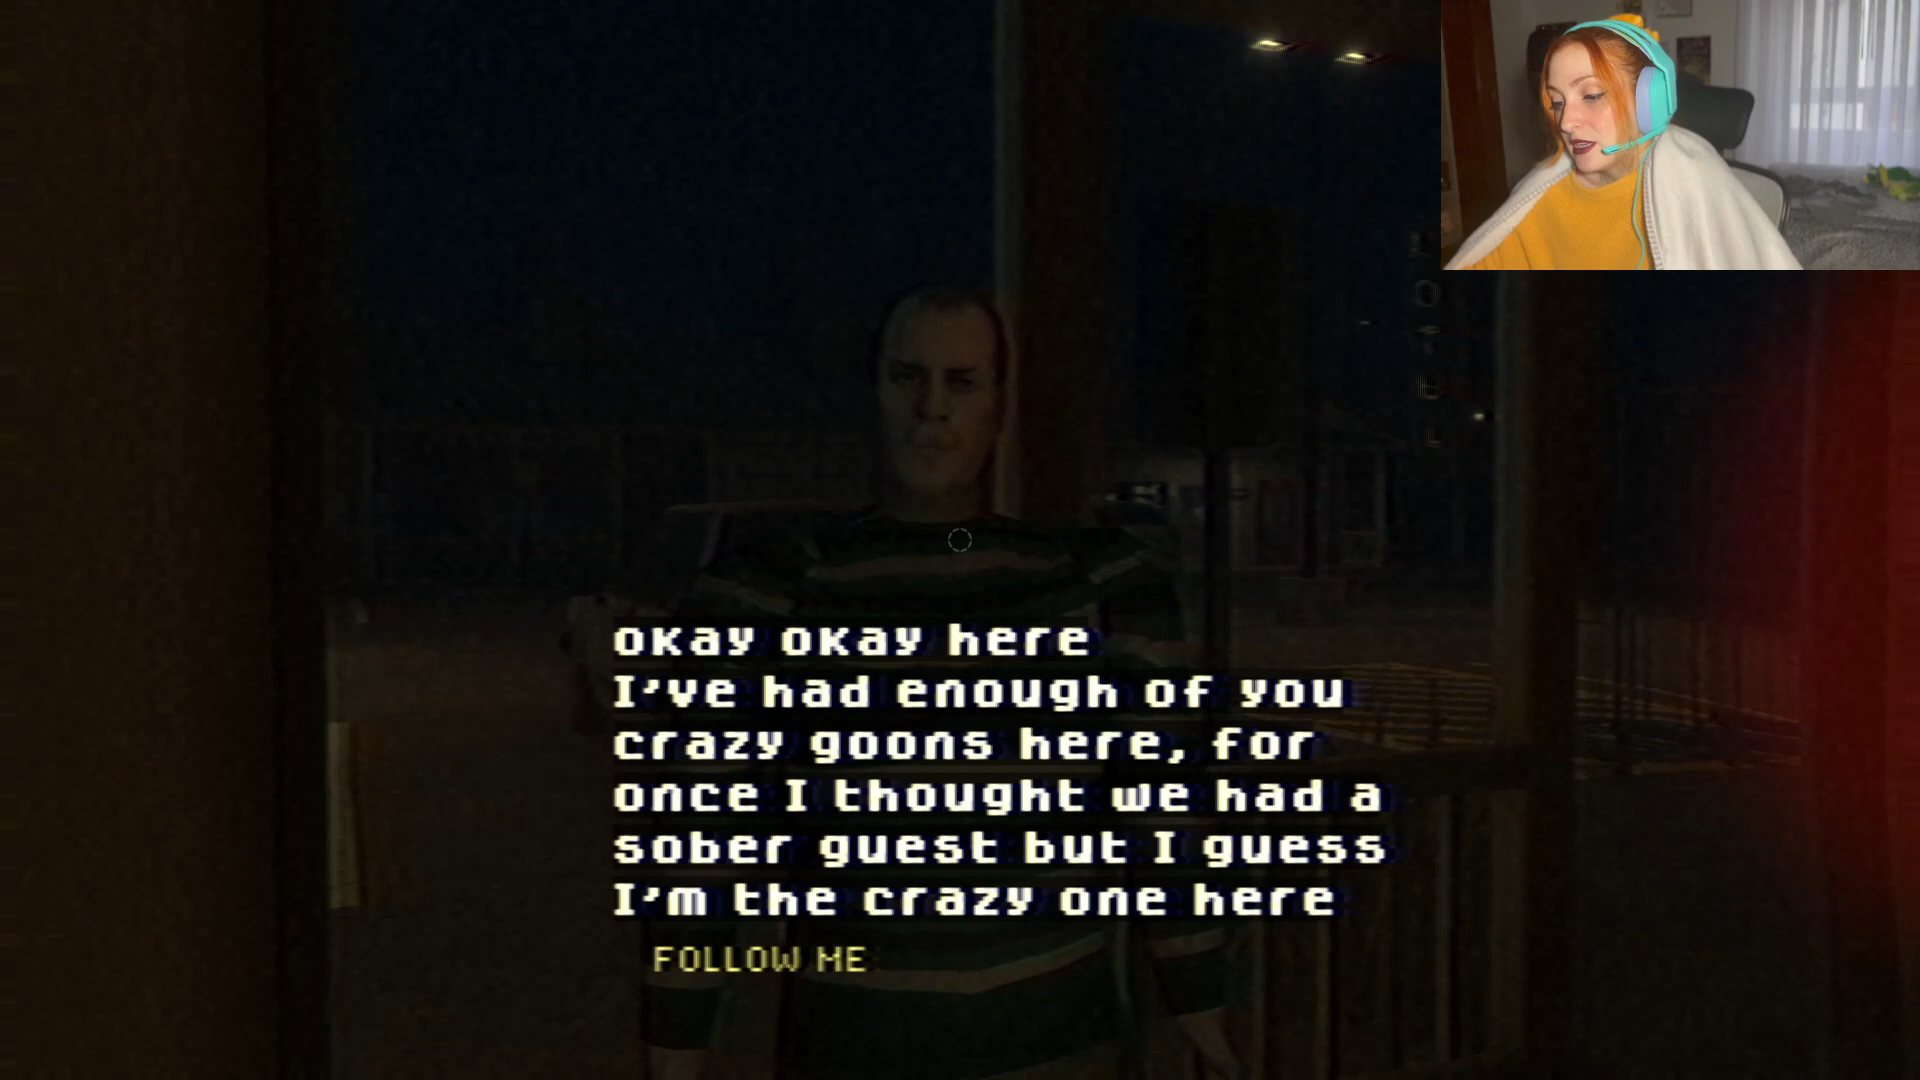 okay okay here
I've had enough of you
crazy goons here, for
once I thought we had a
sober guest but I guess
I'm the crazy one here
FOLLOW ME